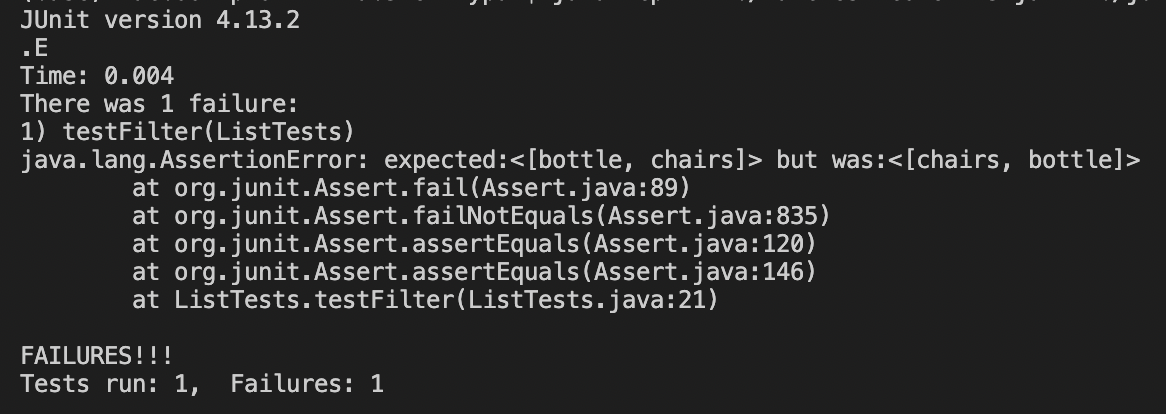 JUnit version 4.13.2
.E
Time: 0.004
There was 1 failure:
1) testFilter(ListTests)
java.lang.AssertionError: expected:<[bottle, chairs]> but was:<[chairs, bottle]>
        at org.junit.Assert.fail(Assert.java:89)
        at org.junit.Assert.failNotEquals(Assert.java:835)
        at org.junit.Assert.assertEquals(Assert.java:120)
        at org.junit.Assert.assertEquals(Assert.java:146)
        at ListTests.testFilter(ListTests.java:21)

FAILURES!!!
Tests run: 1,  Failures: 1